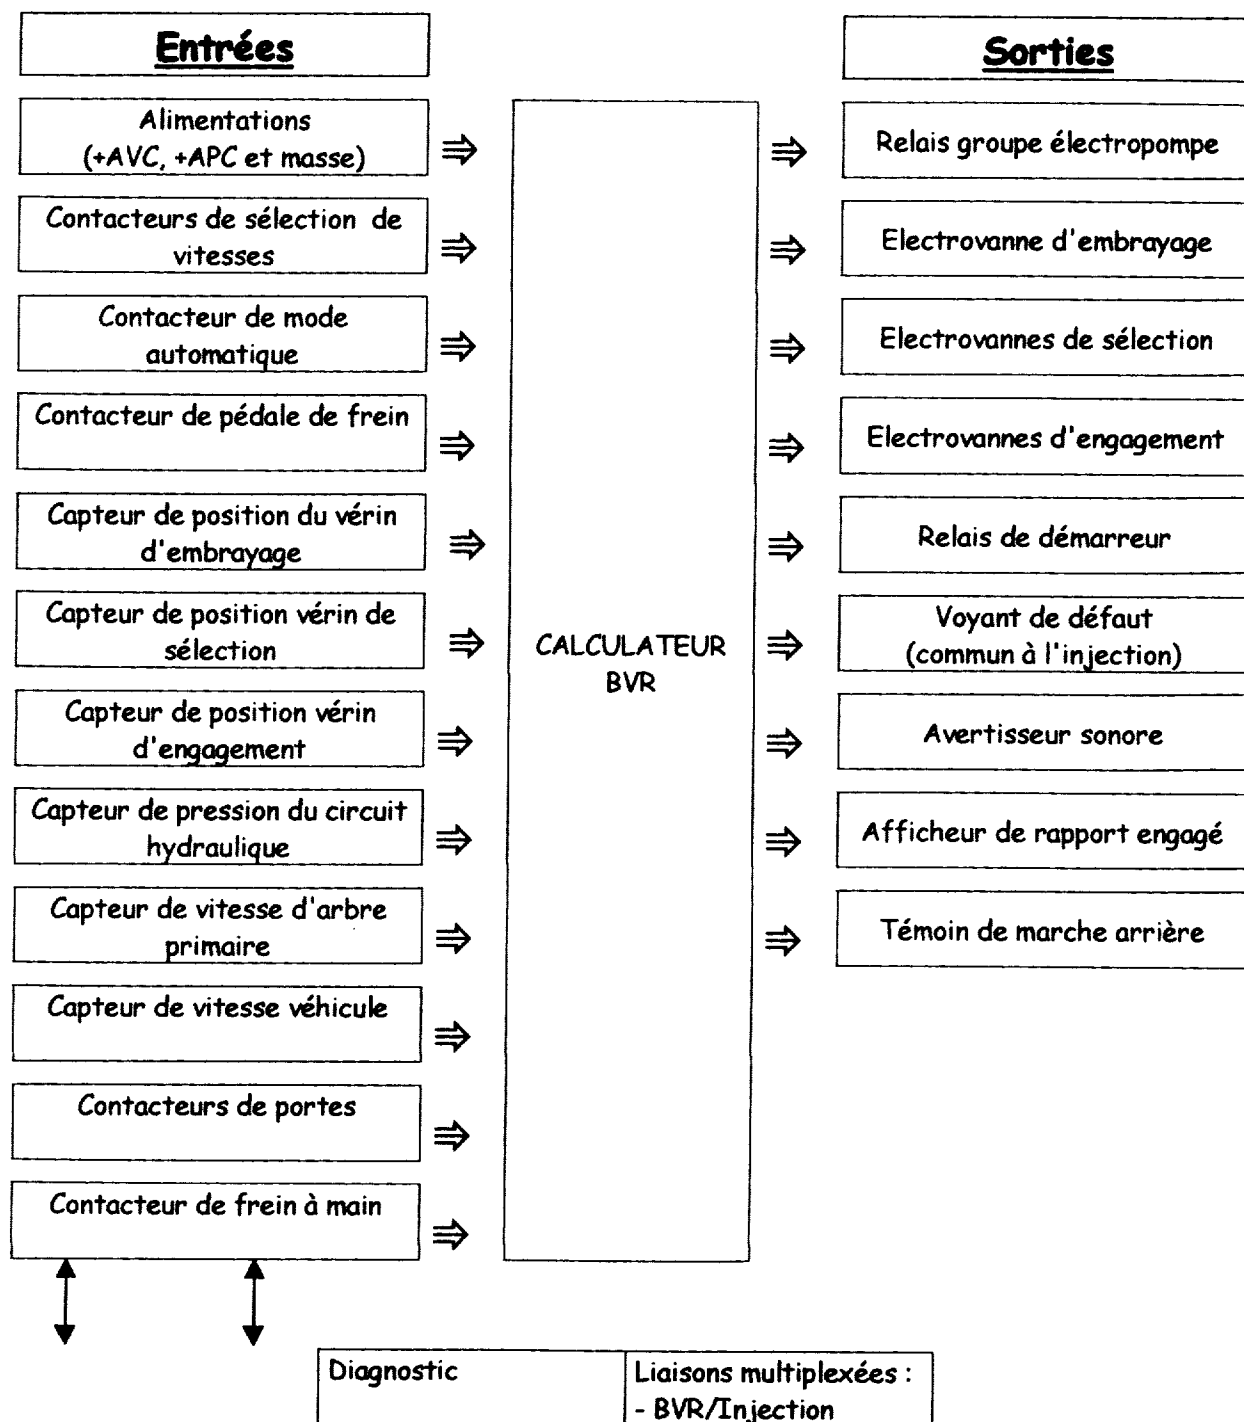 Entrées
Alimentations
(+AVC, +APC et masse)
Contacteurs de sélection de
vitesses
Contacteur de mode
automatique
Contacteur de pédale de frein
Capteur de position du vérin
d'embrayage
Capteur de position vérin de
sélection
Capteur de position vérin
d'engagement
Capteur de pression du circuit
hydraulique
Capteur de vitesse d'arbre
primaire
Capteur de vitesse véhicule
Contacteurs de portes
Contacteur de frein à main
CALCULATEUR
BVR
Sorties
Relais groupe électropompe
Electrovanne d'embrayage
Electrovannes de sélection
Electrovannes d'engagement
Relais de démarreur
Voyant de défaut
(commun à l'injection)
Avertisseur sonore
Afficheur de rapport engagé
Témoin de marche arrière
Diagnostic
Liaisons multiplexées :
- BVR/Injection